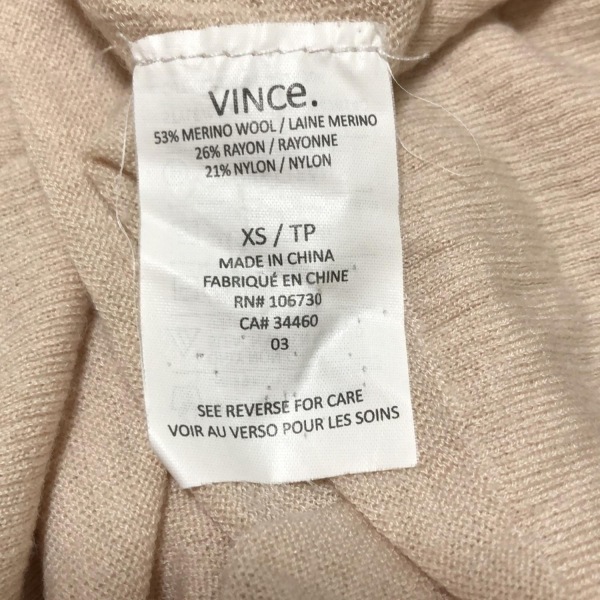 VINCe.
53% MERINO WOOL / LAINE MERINO
26% RAYON / RAYONNE
21% NYLON / NYLON
XS / TP
MADE IN CHINA
FABRIQUÉ EN CHINE
RN# 106730
CA# 34460
03
SEE REVERSE FOR CARE
VOIR AU VERSO POUR LES SOINS